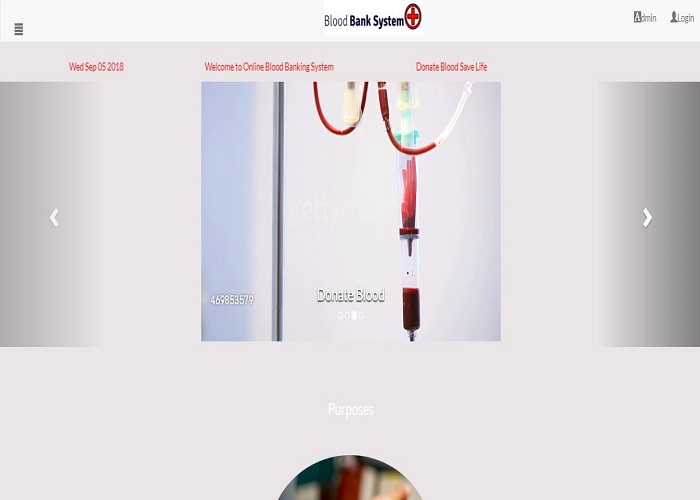 Blood Bank System
Admin
Login
Wed Sep 05 2018
Welcome to Online Blood Banking System
Donate Blood Save Life
gettyimages
469853579
Donate Blood
Purposes